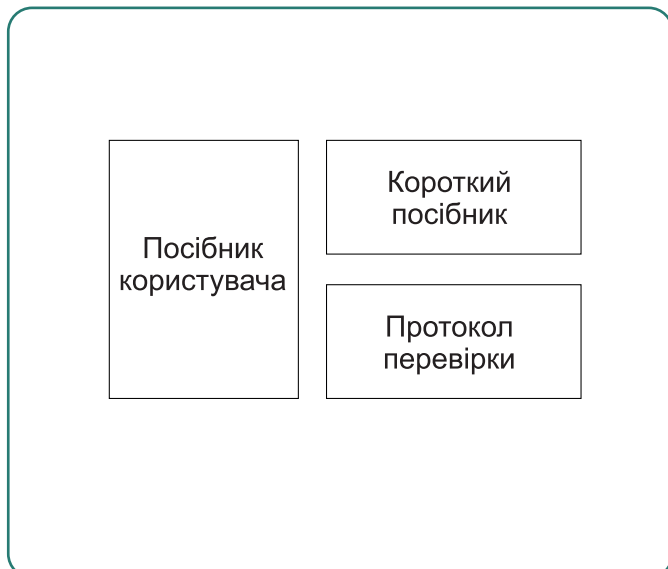 Посібник
користувача
Короткий
посібник
Протокол
перевірки